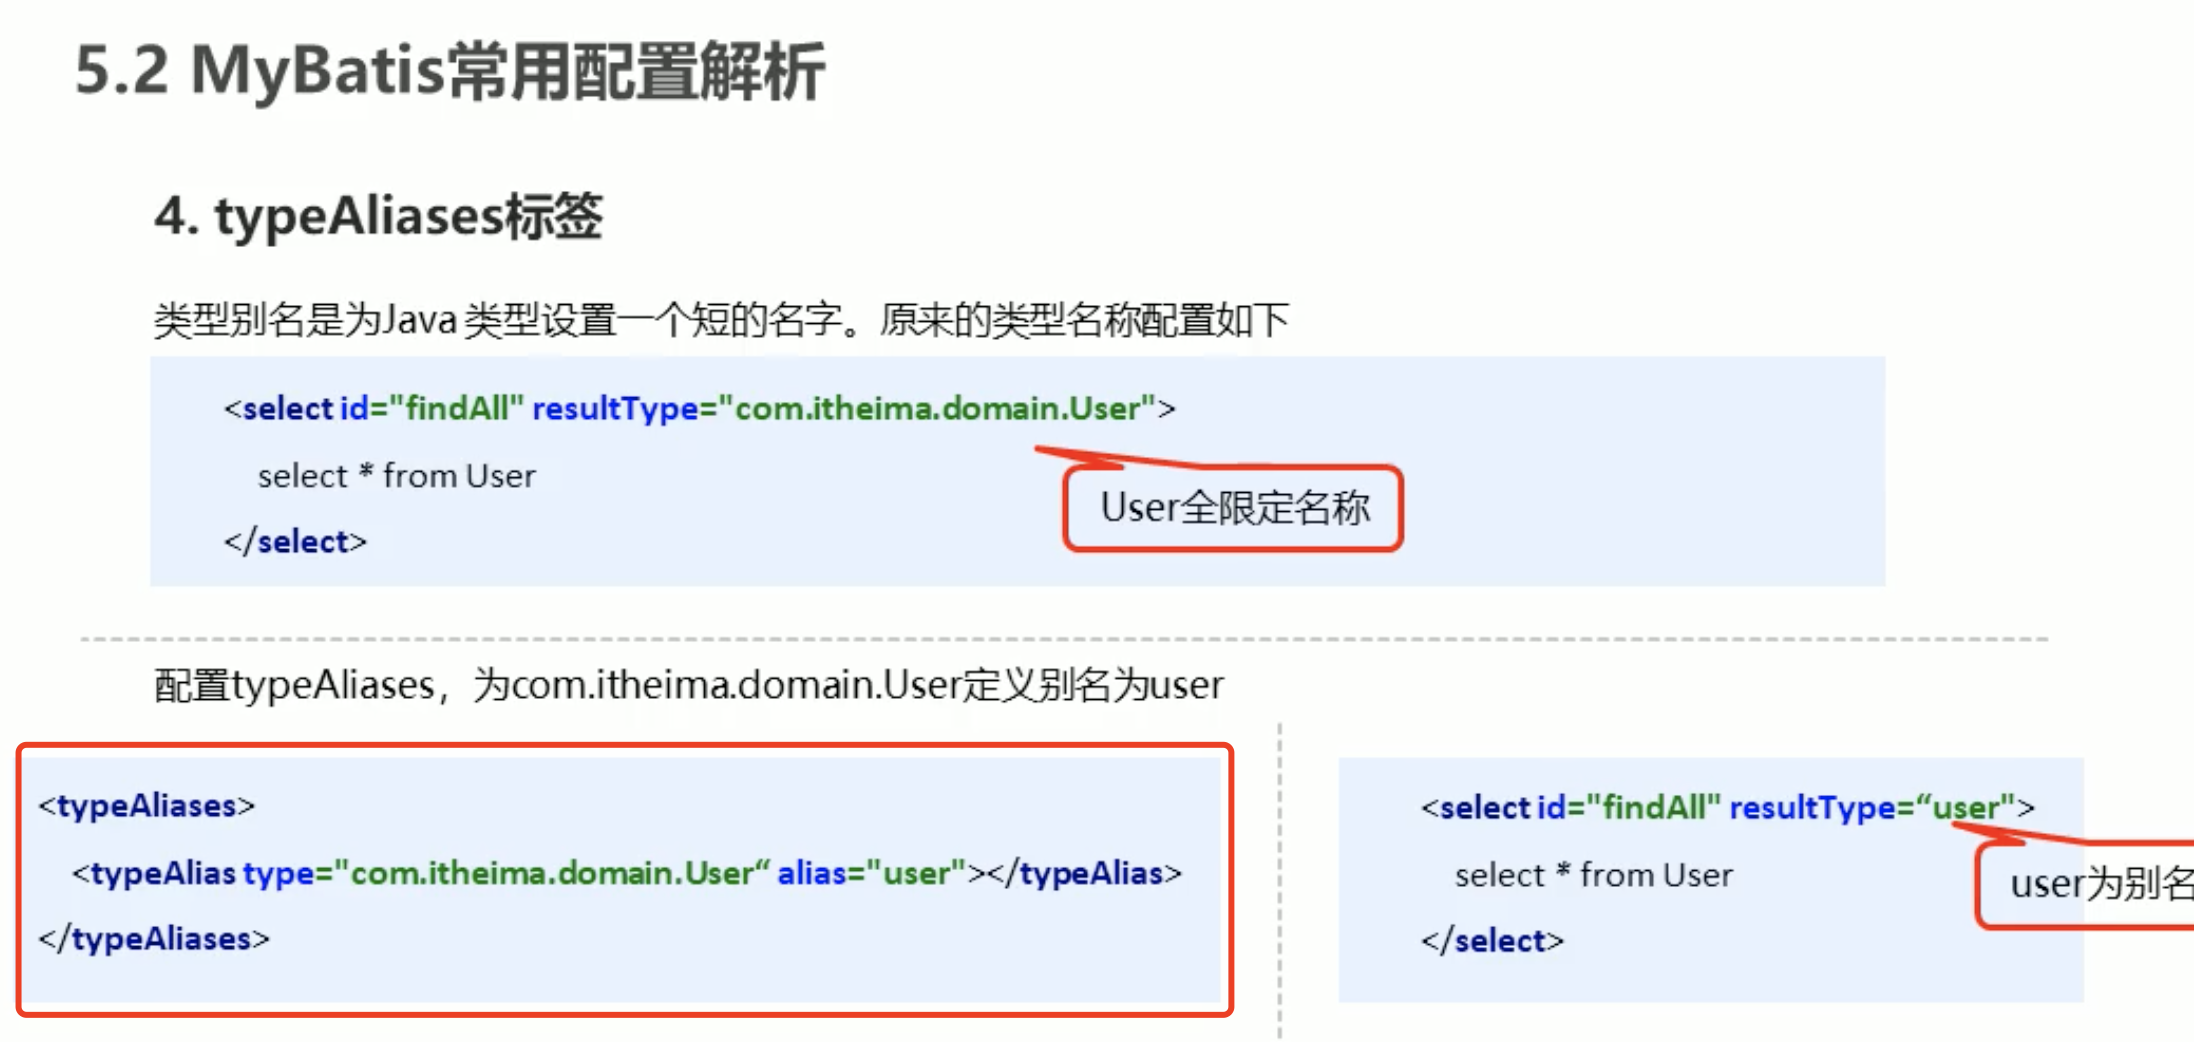 5.2 MyBatis常用配置解析
4. typeAliases标签
类型别名是为Java 类型设置一个短的名字。原来的类型名称配置如下
<select id="findAll" resultType="com.itheima.domain.User">
select * from User
</select>
User全限定名称
配置typeAliases，为com.itheima.domain.User定义别名为user
<typeAliases>
<typeAlias type="com.itheima.domain.User“ alias="user"></typeAlias>
</typeAliases>
<select id="findAll" resultType=“user">
select * from User
</select>
user为别名